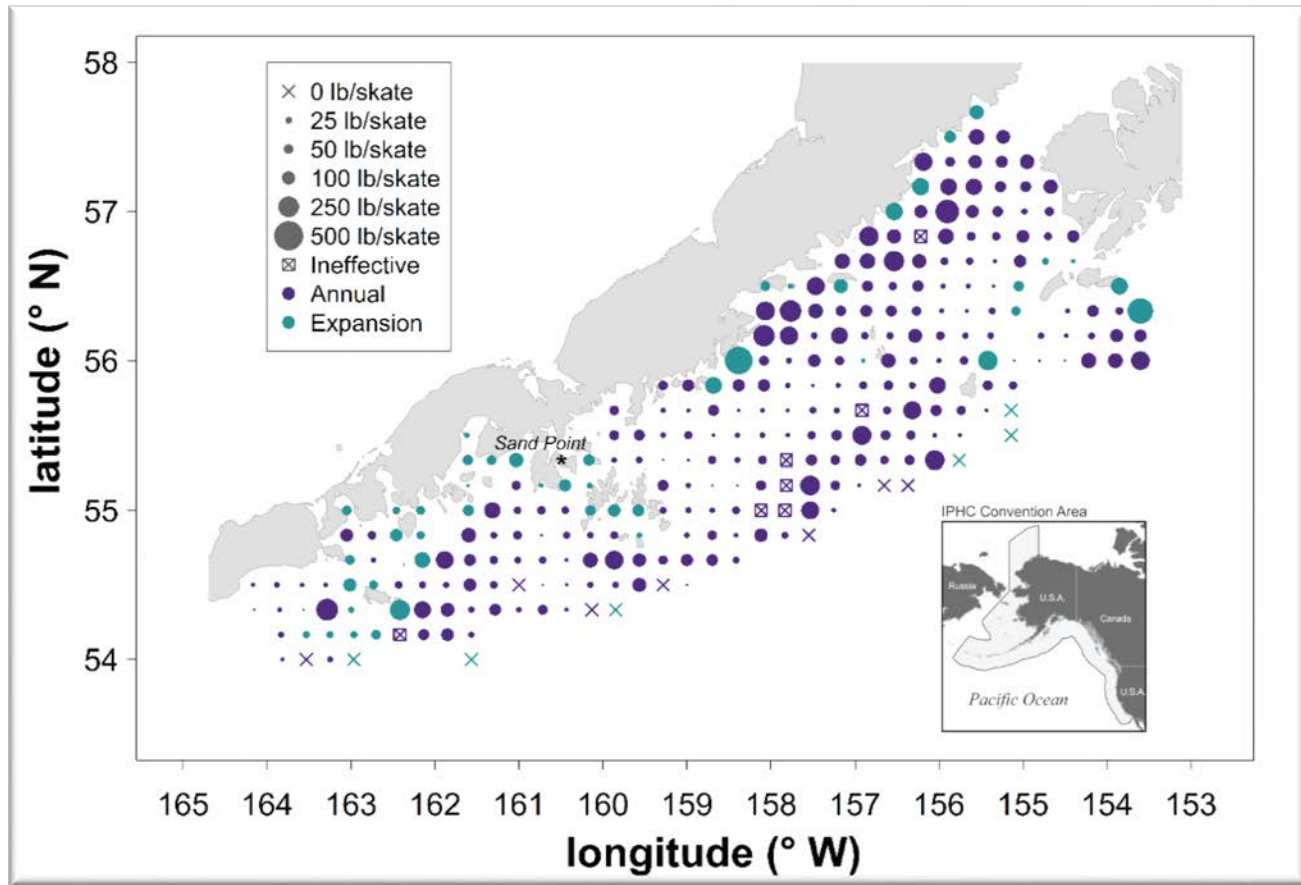 58
57
56
55
54
latitude (° N)
0 lb/skate
25 lb/skate
50 lb/skate
100 lb/skate
250 lb/skate
500 lb/skate
Ineffective
Annual
Expansion
Sand Point
*
IPHC Convention Area
Russia
U.S.A.
Canada
U.S.A.
Pacific Ocean
165 164 163 162 161 160 159 158 157 156 155 154 153
longitude (° W)